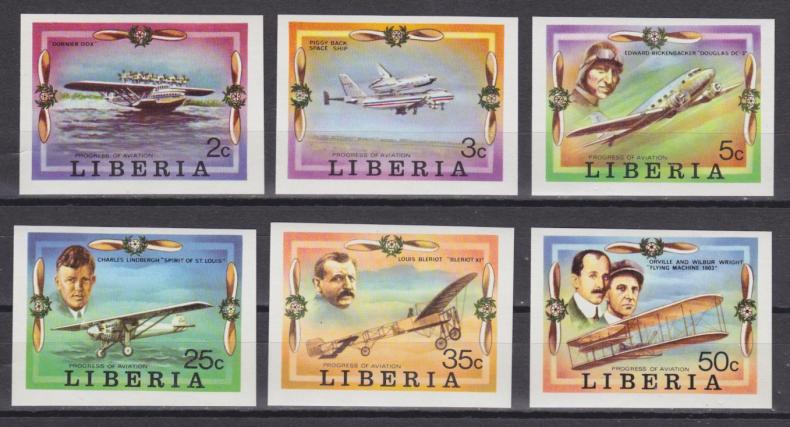 "DORNIER DOX"
2c
PROGRESS OF AVIATION
LIBERIA
PIGGY BACK
SPACE SHIP
3c
PROGRESS OF AVIATION
LIBERIA
EDWARD RICKENBACKER "DOUGLAS DC-3"
5c
PROGRESS OF AVIATION
LIBERIA
CHARLES LINDBERGH "SPIRIT OF ST. LOUIS"
25c
PROGRESS OF AVIATION
LIBERIA
LOUIS BLERIOT "BLERIOT XI"
35c
PROGRESS OF AVIATION
LIBERIA
ORVILLE AND WILBUR WRIGHT
"FLYING MACHINE 1903"
50c
PROGRESS OF AVIATION
LIBERIA